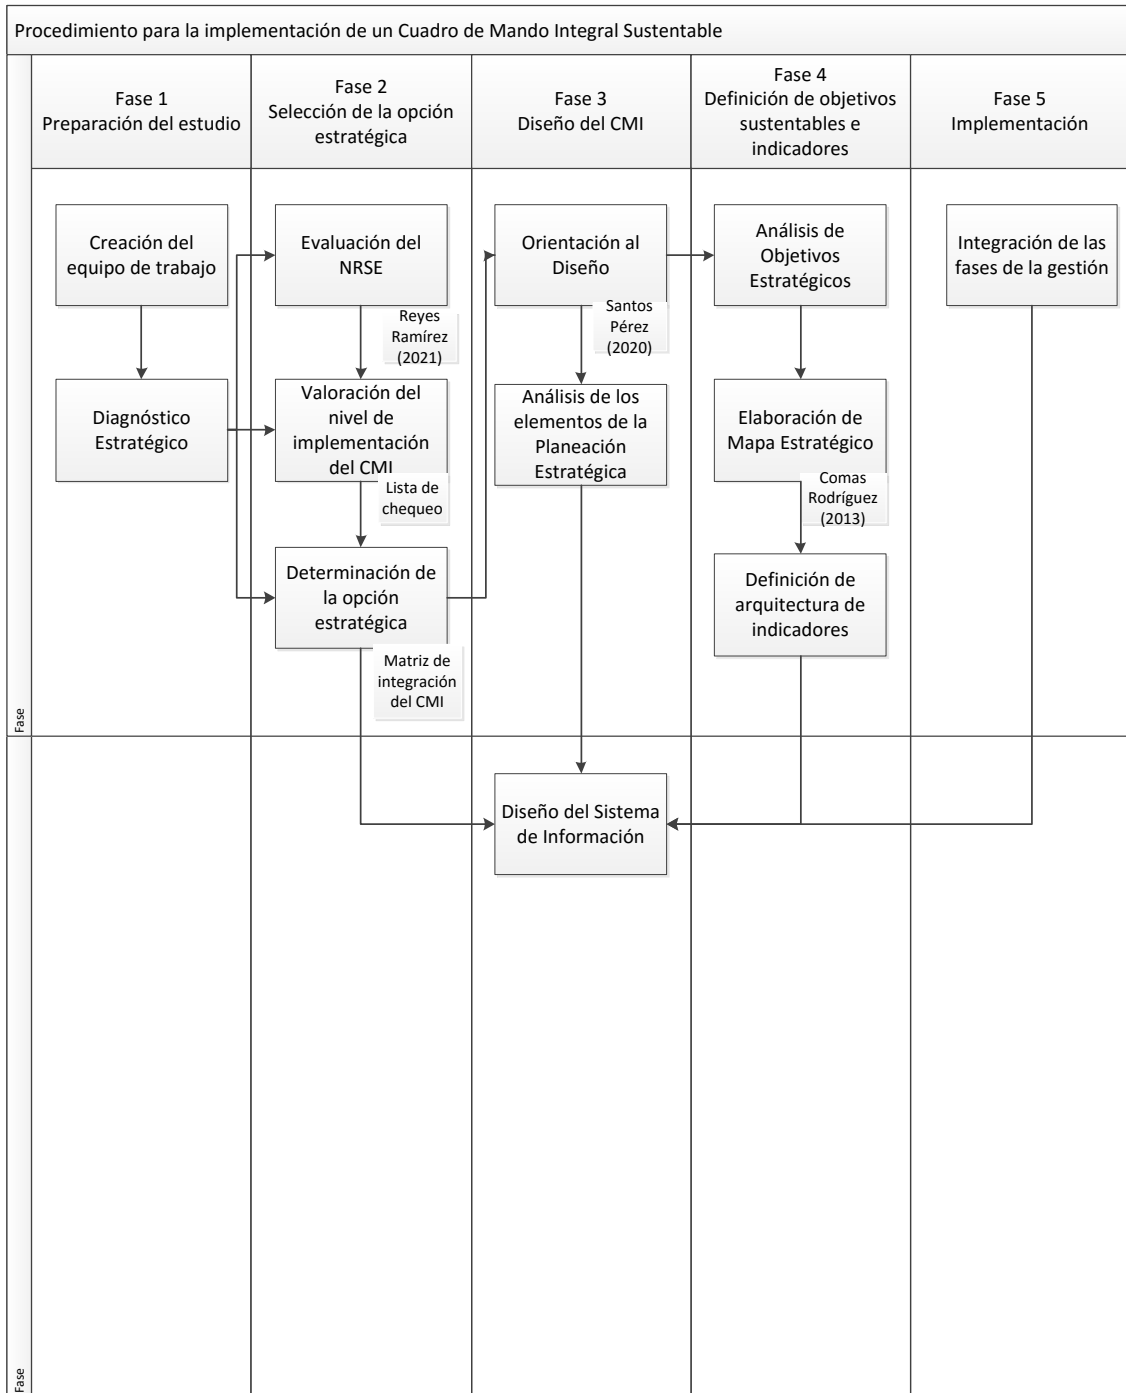 Procedimiento para la implementación de un Cuadro de Mando Integral Sustentable
Fase 1
Preparación del estudio
Fase 2
Selección de la opción
estratégica
Fase 3
Diseño del CMI
Fase 4
Definición de objetivos
sustentables e
indicadores
Fase 5
Implementación
Creación del
equipo de trabajo
Diagnóstico
Estratégico
Evaluación del
NRSE
Reyes
Ramírez
(2021)
Valoración del
nivel de
implementación
del CMI
Lista de
chequeo
Determinación de
la opción
estratégica
Matriz de
integración
del CMI
Orientación al
Diseño
Santos
Pérez
(2020)
Análisis de los
elementos de la
Planeación
Estratégica
Análisis de
Objetivos
Estratégicos
Elaboración de
Mapa Estratégico
Comas
Rodríguez
(2013)
Definición de
arquitectura de
indicadores
Integración de las
fases de la gestión
Fase
Diseño del Sistema
de Información
Fase